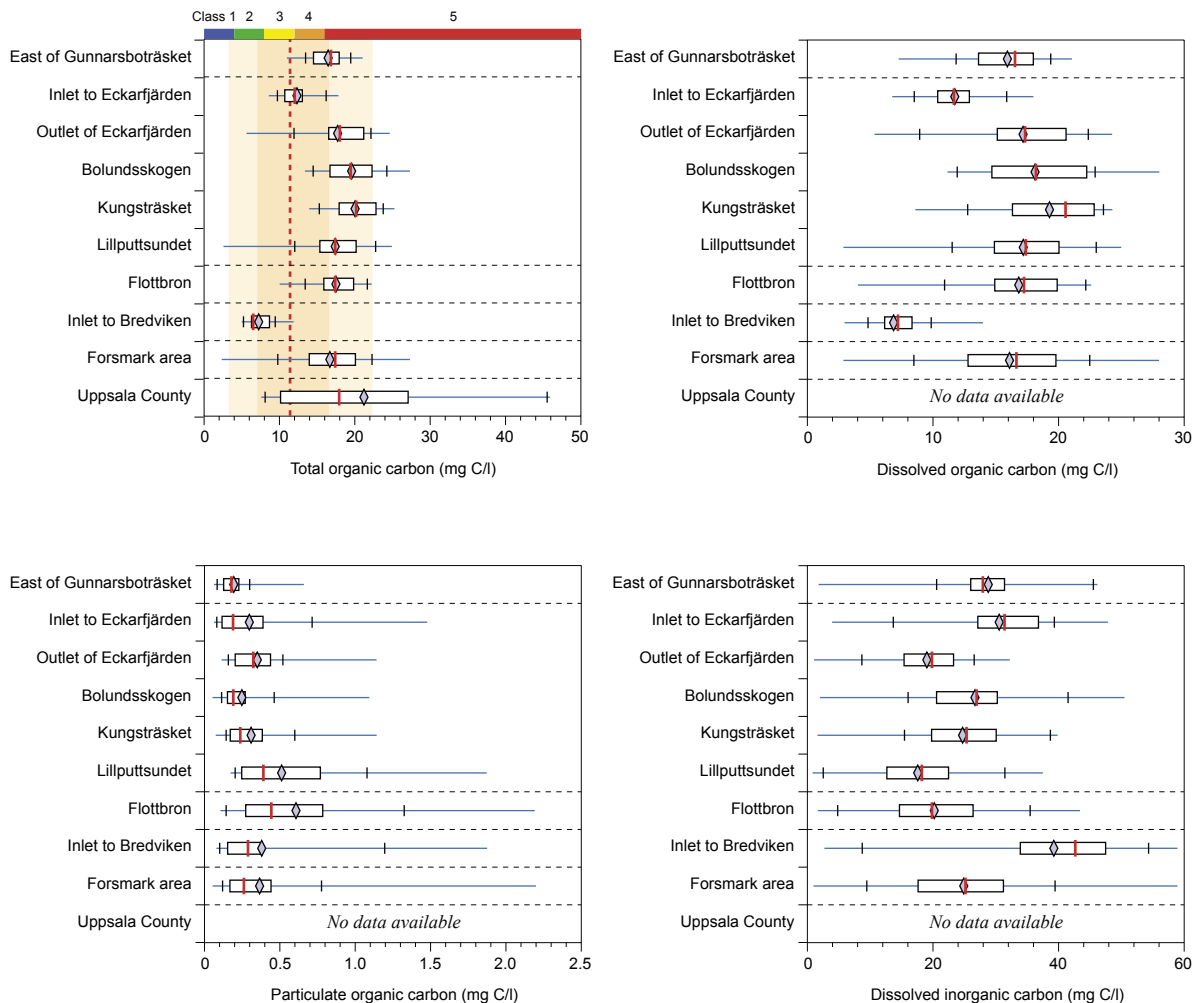 Class 1 2 3 4 5
East of Gunnarsboträsket
Inlet to Eckarfjärden
Outlet of Eckarfjärden
Bolundsskogen
Kungsträsket
Lillputtsundet
Flottbron
Inlet to Bredviken
Forsmark area
Uppsala County
0 10 20 30 40 50
Total organic carbon (mg C/l)
East of Gunnarsboträsket
Inlet to Eckarfjärden
Outlet of Eckarfjärden
Bolundsskogen
Kungsträsket
Lillputtsundet
Flottbron
Inlet to Bredviken
Forsmark area
Uppsala County No data available
0 10 20 30
Dissolved organic carbon (mg C/l)
East of Gunnarsboträsket
Inlet to Eckarfjärden
Outlet of Eckarfjärden
Bolundsskogen
Kungsträsket
Lillputtsundet
Flottbron
Inlet to Bredviken
Forsmark area
Uppsala County No data available
0 0.5 1.0 1.5 2.0 2.5
Particulate organic carbon (mg C/l)
East of Gunnarsboträsket
Inlet to Eckarfjärden
Outlet of Eckarfjärden
Bolundsskogen
Kungsträsket
Lillputtsundet
Flottbron
Inlet to Bredviken
Forsmark area
Uppsala County No data available
0 20 40 60
Dissolved inorganic carbon (mg C/l)